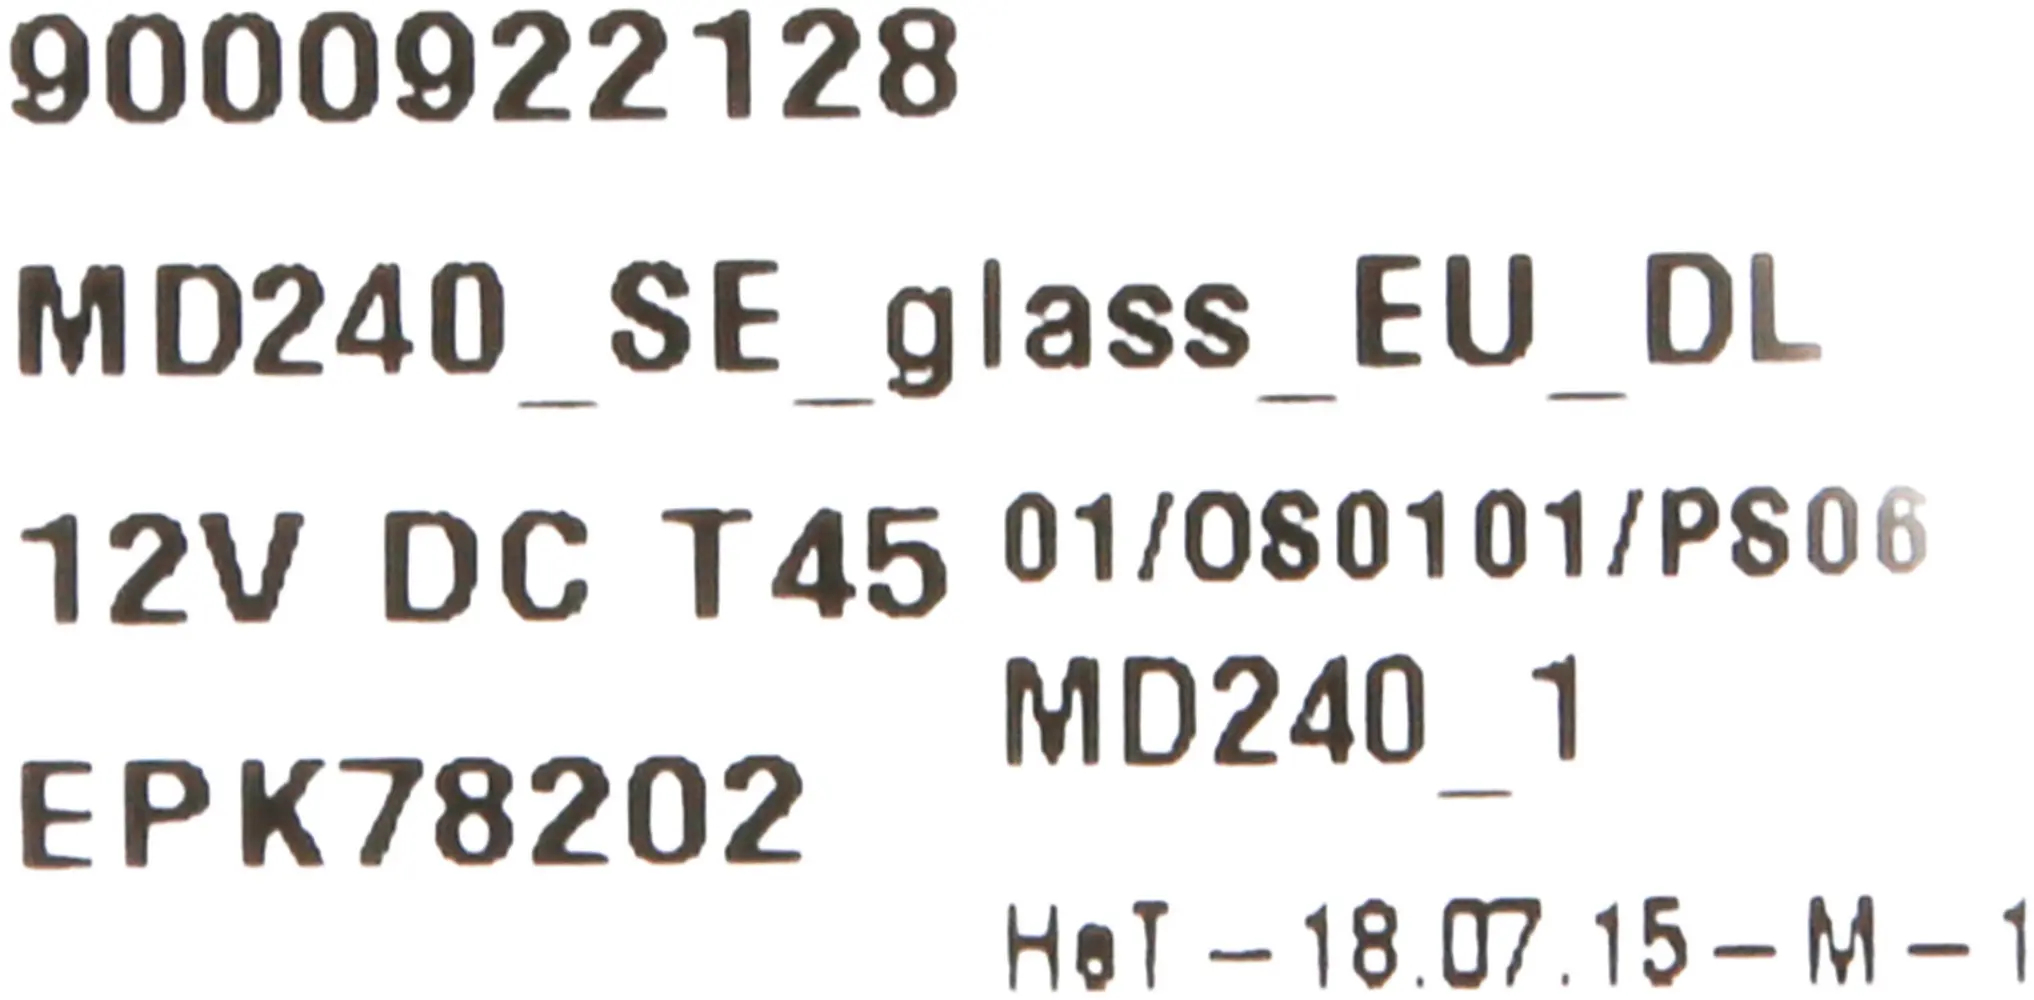 9000922128
MD240_SE_glass_EU_DL
12V DC T45
01/OS0101/PS06
MD240_1
EPK78202
HeT-18.07.15-M-1